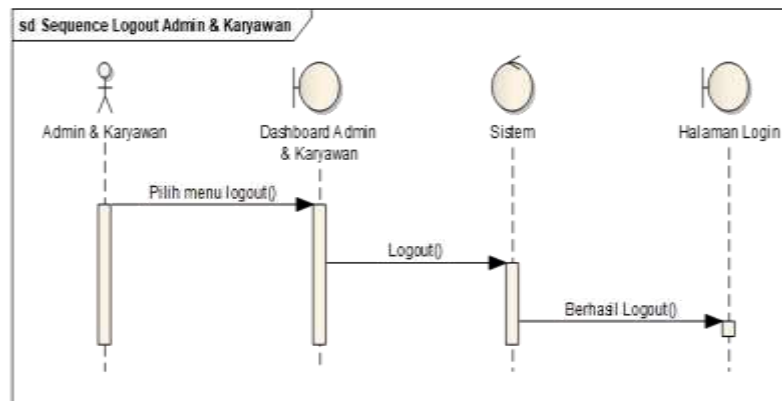 sd Sequence Logout Admin & Karyawan
Admin & Karyawan
Dashboard Admin
& Karyawan
Sistem
Halaman Login
Pilih menu logout()
Logout()
Berhasil Logout()